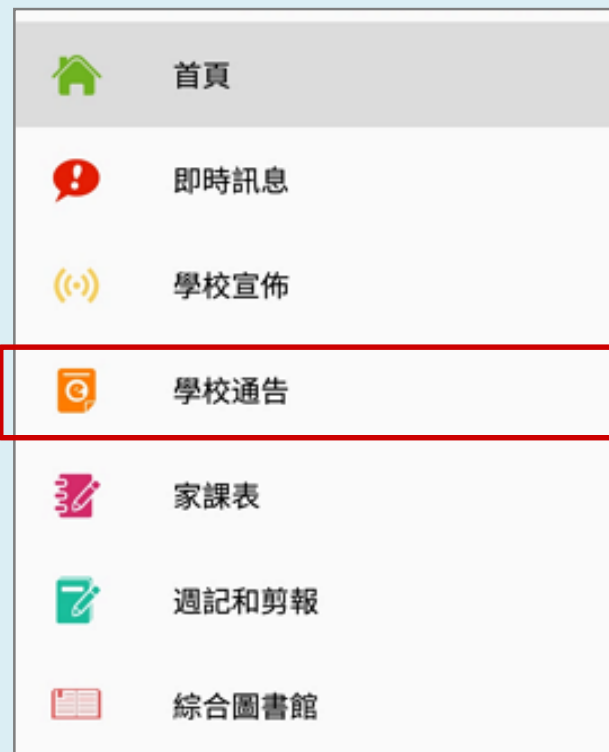 首頁
即時訊息
學校宣佈
學校通告
家課表
週記和剪報
綜合圖書館